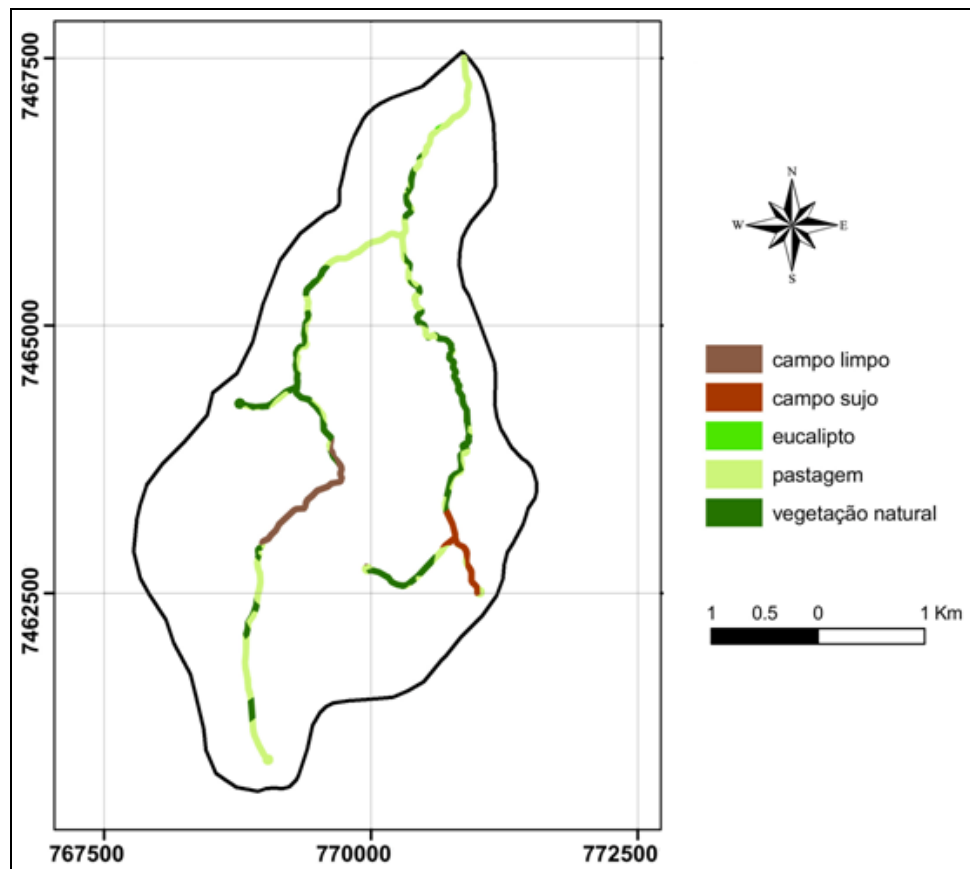 7467500
7465000
7462500
767500
770000
772500
N
W
E
S
campo limpo
campo sujo
eucalipto
pastagem
vegetação natural
1 0.5 0 1 Km